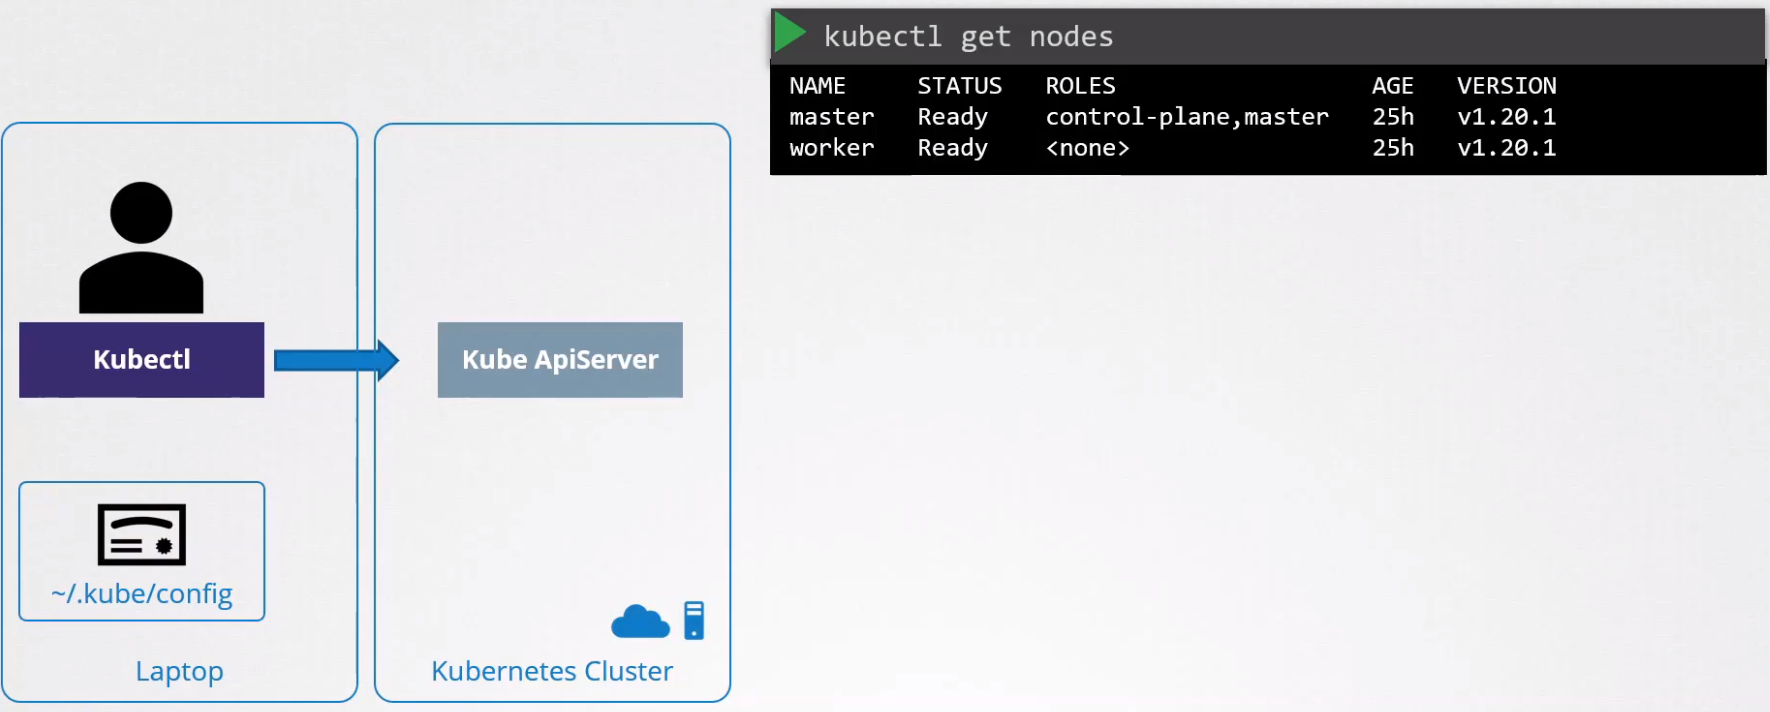 kubectl get nodes
NAME STATUS ROLES AGE VERSION
master Ready control-plane,master 25h v1.20.1
worker Ready <none> 25h v1.20.1
Kubectl
Kube ApiServer
~/.kube/config
Laptop
Kubernetes Cluster